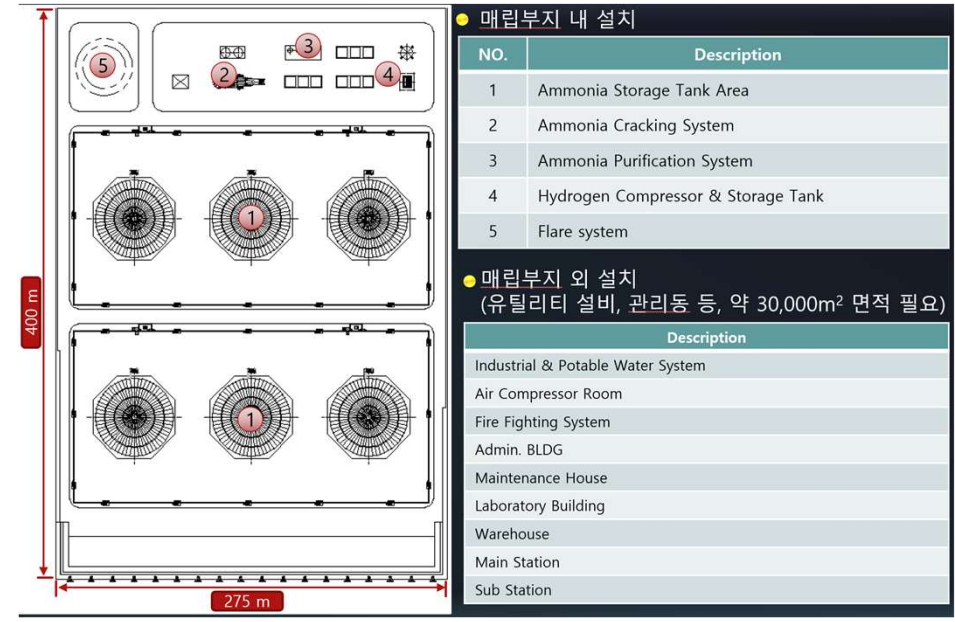 매립부지 내 설치
NO. Description
1 Ammonia Storage Tank Area
2 Ammonia Cracking System
3 Ammonia Purification System
4 Hydrogen Compressor & Storage Tank
5 Flare system
매립부지 외 설치
(유틸리티 설비, 관리동 등, 약 30,000m² 면적 필요)
Description
Industrial & Potable Water System
Air Compressor Room
Fire Fighting System
Admin. BLDG
Maintenance House
Laboratory Building
Warehouse
Main Station
Sub Station
5
2
3
4
1
1
400 m
275 m